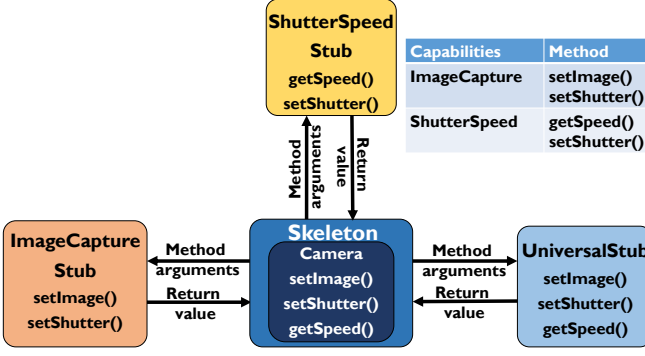 ShutterSpeed
Stub
getSpeed()
setShutter()
Capabilities Method
ImageCapture setImage()
setShutter()
ShutterSpeed getSpeed()
setShutter()
Method
arguments
Return
value
ImageCapture
Stub
setImage()
setShutter()
Method
arguments
Return
value
Skeleton
Camera
setImage()
setShutter()
getSpeed()
Method
arguments
Return
value
UniversalStub
setImage()
setShutter()
getSpeed()